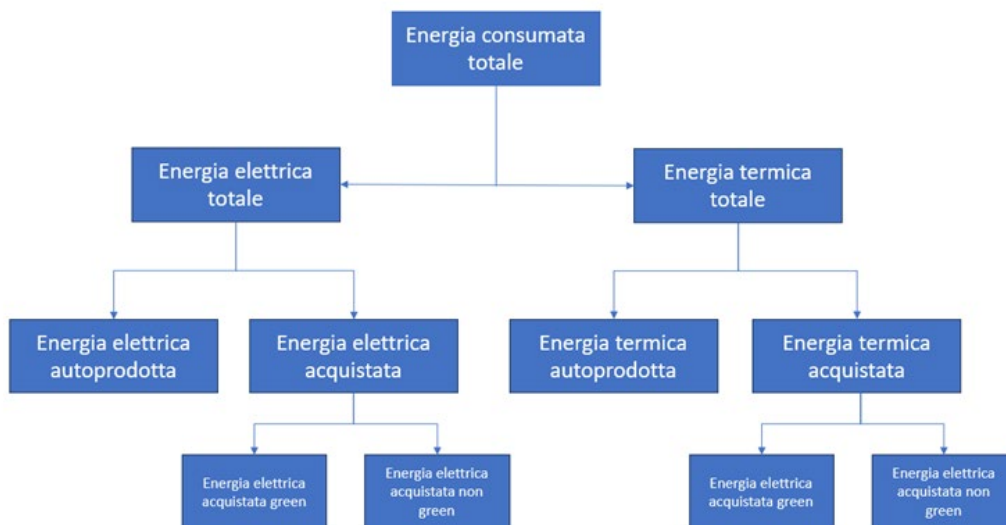 Energia consumata
totale
Energia elettrica
totale
Energia termica
totale
Energia elettrica
autoprodotta
Energia elettrica
acquistata
Energia termica
autoprodotta
Energia termica
acquistata
Energia elettrica
acquistata green
Energia elettrica
acquistata non
green
Energia elettrica
acquistata green
Energia elettrica
acquistata non
green